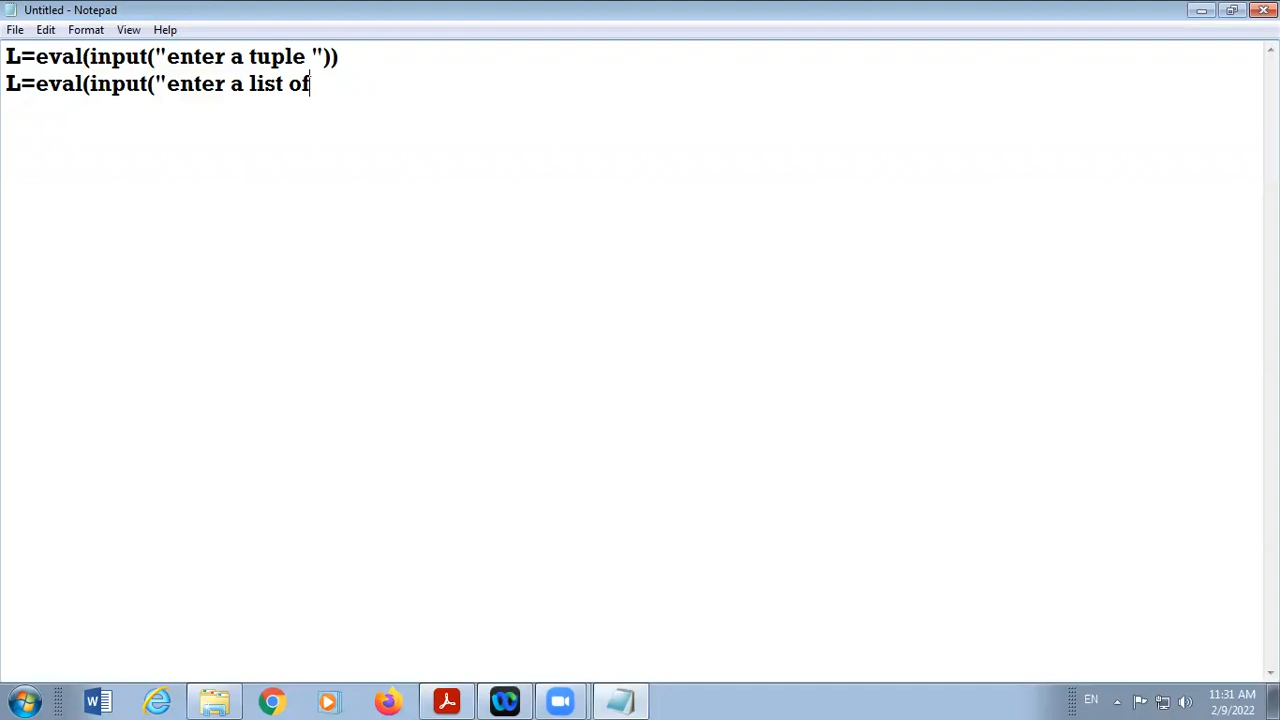 Untitled - Notepad
File Edit Format View Help
L=eval(input("enter a tuple "))
L=eval(input("enter a list of
EN
11:31 AM
2/9/2022